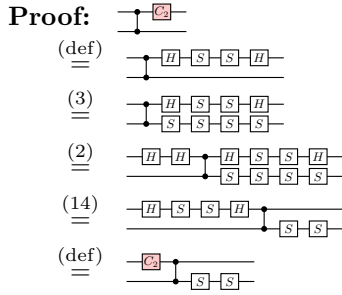 Proof: C₂
(def)
= H S S H
(3)
= H S S H
S S S S
(2)
= H H H S S H
S S S S
(14)
= H S S H
S S
(def)
= C₂
S S